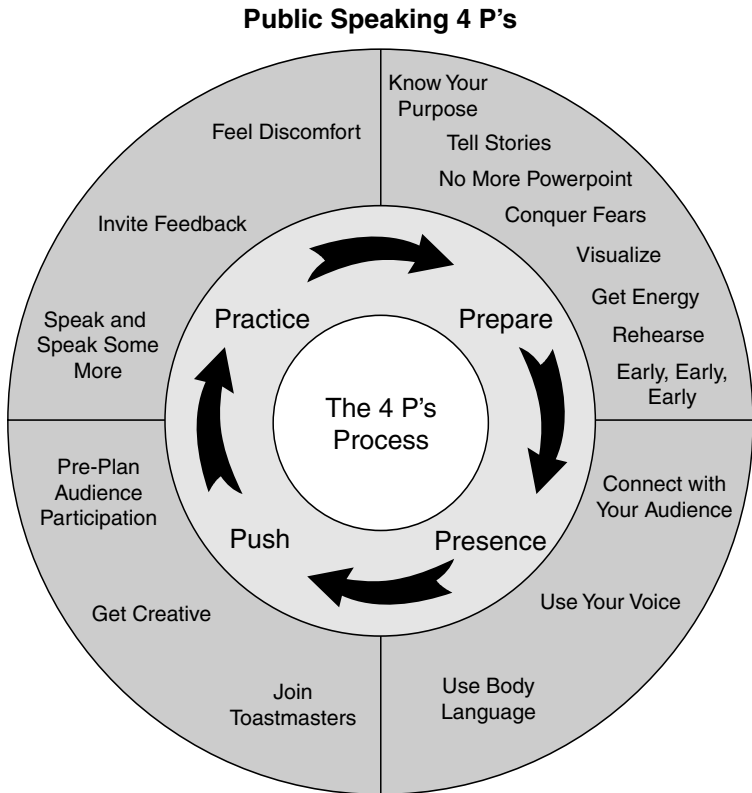 Public Speaking 4 P's
Know Your
Purpose
Tell Stories
No More Powerpoint
Conquer Fears
Visualize
Get Energy
Rehearse
Early, Early,
Early
Connect with
Your Audience
Use Your Voice
Use Body
Language
Join
Toastmasters
Get Creative
Pre-Plan
Audience
Participation
Speak and
Speak Some
More
Invite Feedback
Feel Discomfort
Practice
Prepare
Presence
Push
The 4 P's
Process